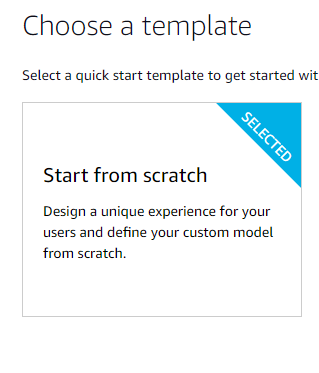 Choose a template
Select a quick start template to get started wit
SELECTED
Start from scratch
Design a unique experience for your
users and define your custom model
from scratch.